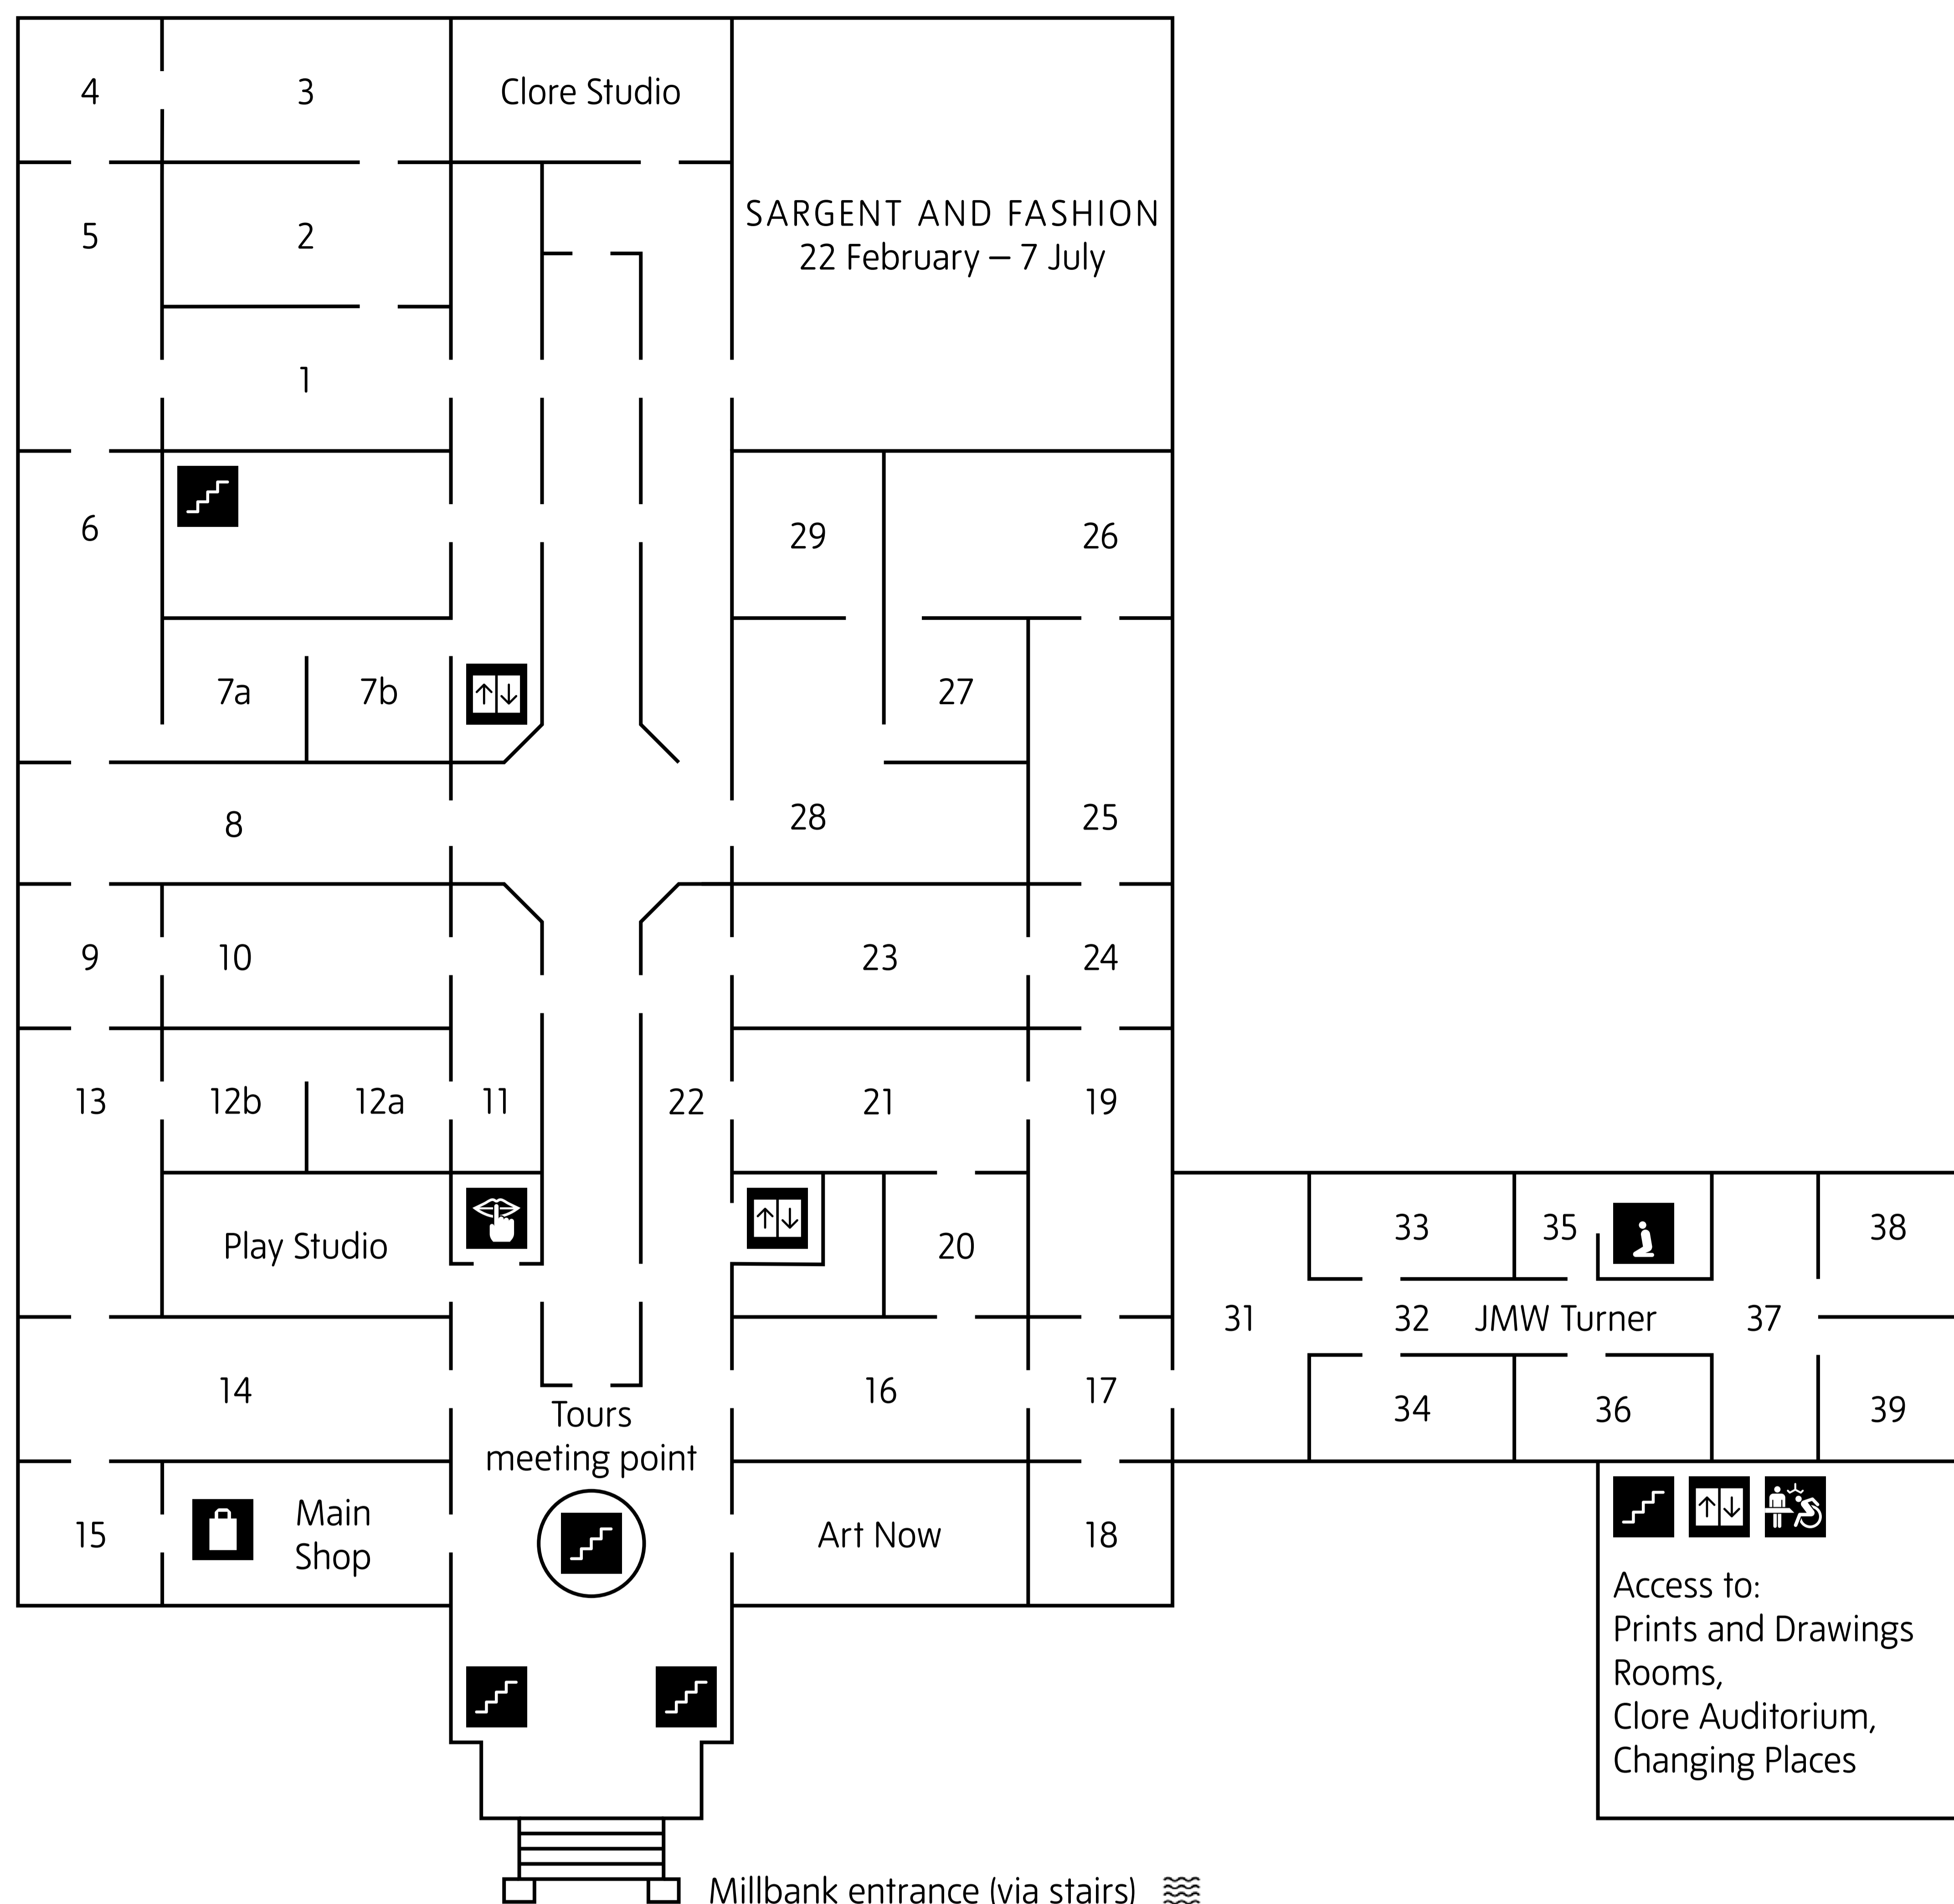 4
3
Clore Studio
SARGENT AND FASHION
22 February – 7 July
5
2
1
6
29
26
7a
7b
27
8
28
25
9
10
23
24
13
12b
12a
11
22
21
19
Play Studio
20
33
35
38
31
32
JMW Turner
37
14
Tours
meeting point
16
17
34
36
39
15
Main
Shop
Art Now
18
Access to:
Prints and Drawings
Rooms,
Clore Auditorium,
Changing Places
Millbank entrance (via stairs)